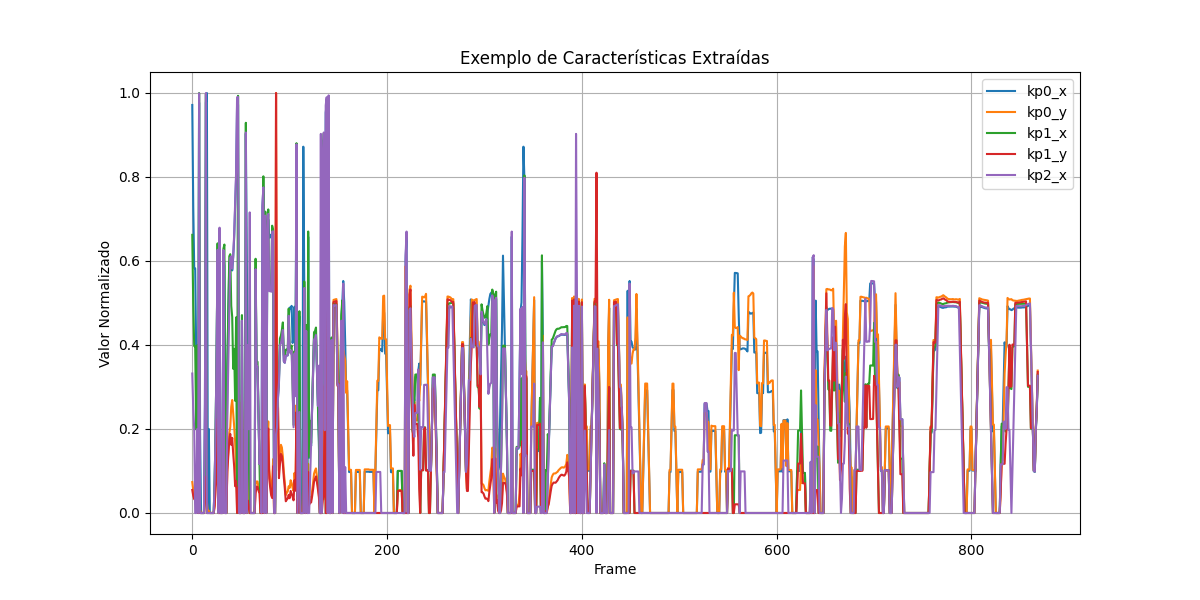 Exemplo de Características Extraídas
Valor Normalizado
1.0
0.8
0.6
0.4
0.2
0.0
0
200
400
600
800
Frame
kp0_x
kp0_y
kp1_x
kp1_y
kp2_x